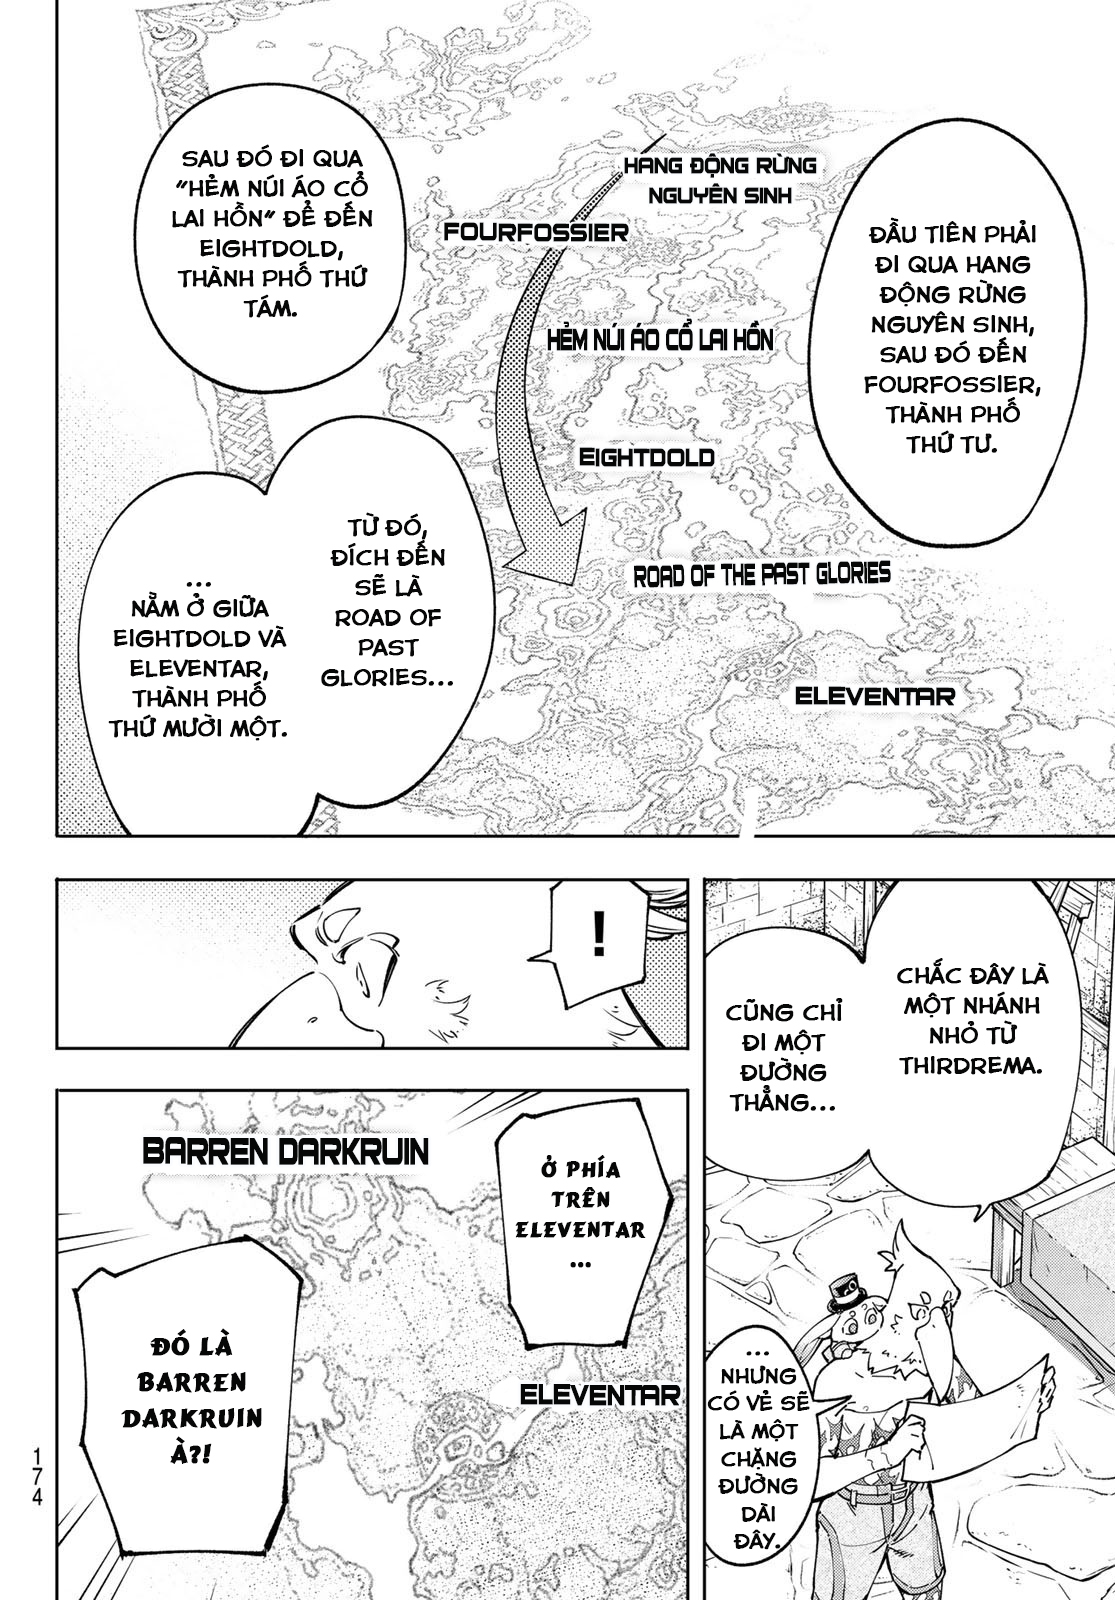 ĐẦU TIÊN PHẢI
ĐI QUA HANG
ĐỘNG RỪNG
NGUYÊN SINH,
SAU ĐÓ ĐẾN
FOURFOSSIER,
THÀNH PHỐ
THỨ TƯ.
HANG ĐỘNG RỪNG
NGUYÊN SINH
FOURFOSSIER
HẺM NÚI ÁO CỔ LAI HỒN
EIGHTDOLD
ROAD OF THE PAST GLORIES
ELEVENTAR
SAU ĐÓ ĐI QUA
"HẺM NÚI ÁO CỔ
LAI HỒN" ĐỂ ĐẾN
EIGHTDOLD,
THÀNH PHỐ THỨ
TÁM.
TỪ ĐÓ,
ĐÍCH ĐẾN
SẼ LÀ
ROAD OF
PAST
GLORIES...
...
NẰM Ở GIỮA
EIGHTDOLD VÀ
ELEVENTAR,
THÀNH PHỐ
THỨ MƯỜI MỘT.
CHẮC ĐÂY LÀ
MỘT NHÁNH
NHỎ TỪ
THIRDREMA.
CŨNG CHỈ
ĐI MỘT
ĐƯỜNG
THẲNG...
...
NHƯNG
CÓ VẺ SẼ
LÀ MỘT
CHẶNG
ĐƯỜNG
DÀI
ĐẤY.
!
Ở PHÍA
TRÊN
ELEVENTAR
...
BARREN DARKRUIN
ELEVENTAR
ĐÓ LÀ
BARREN
DARKRUIN
À?!
174